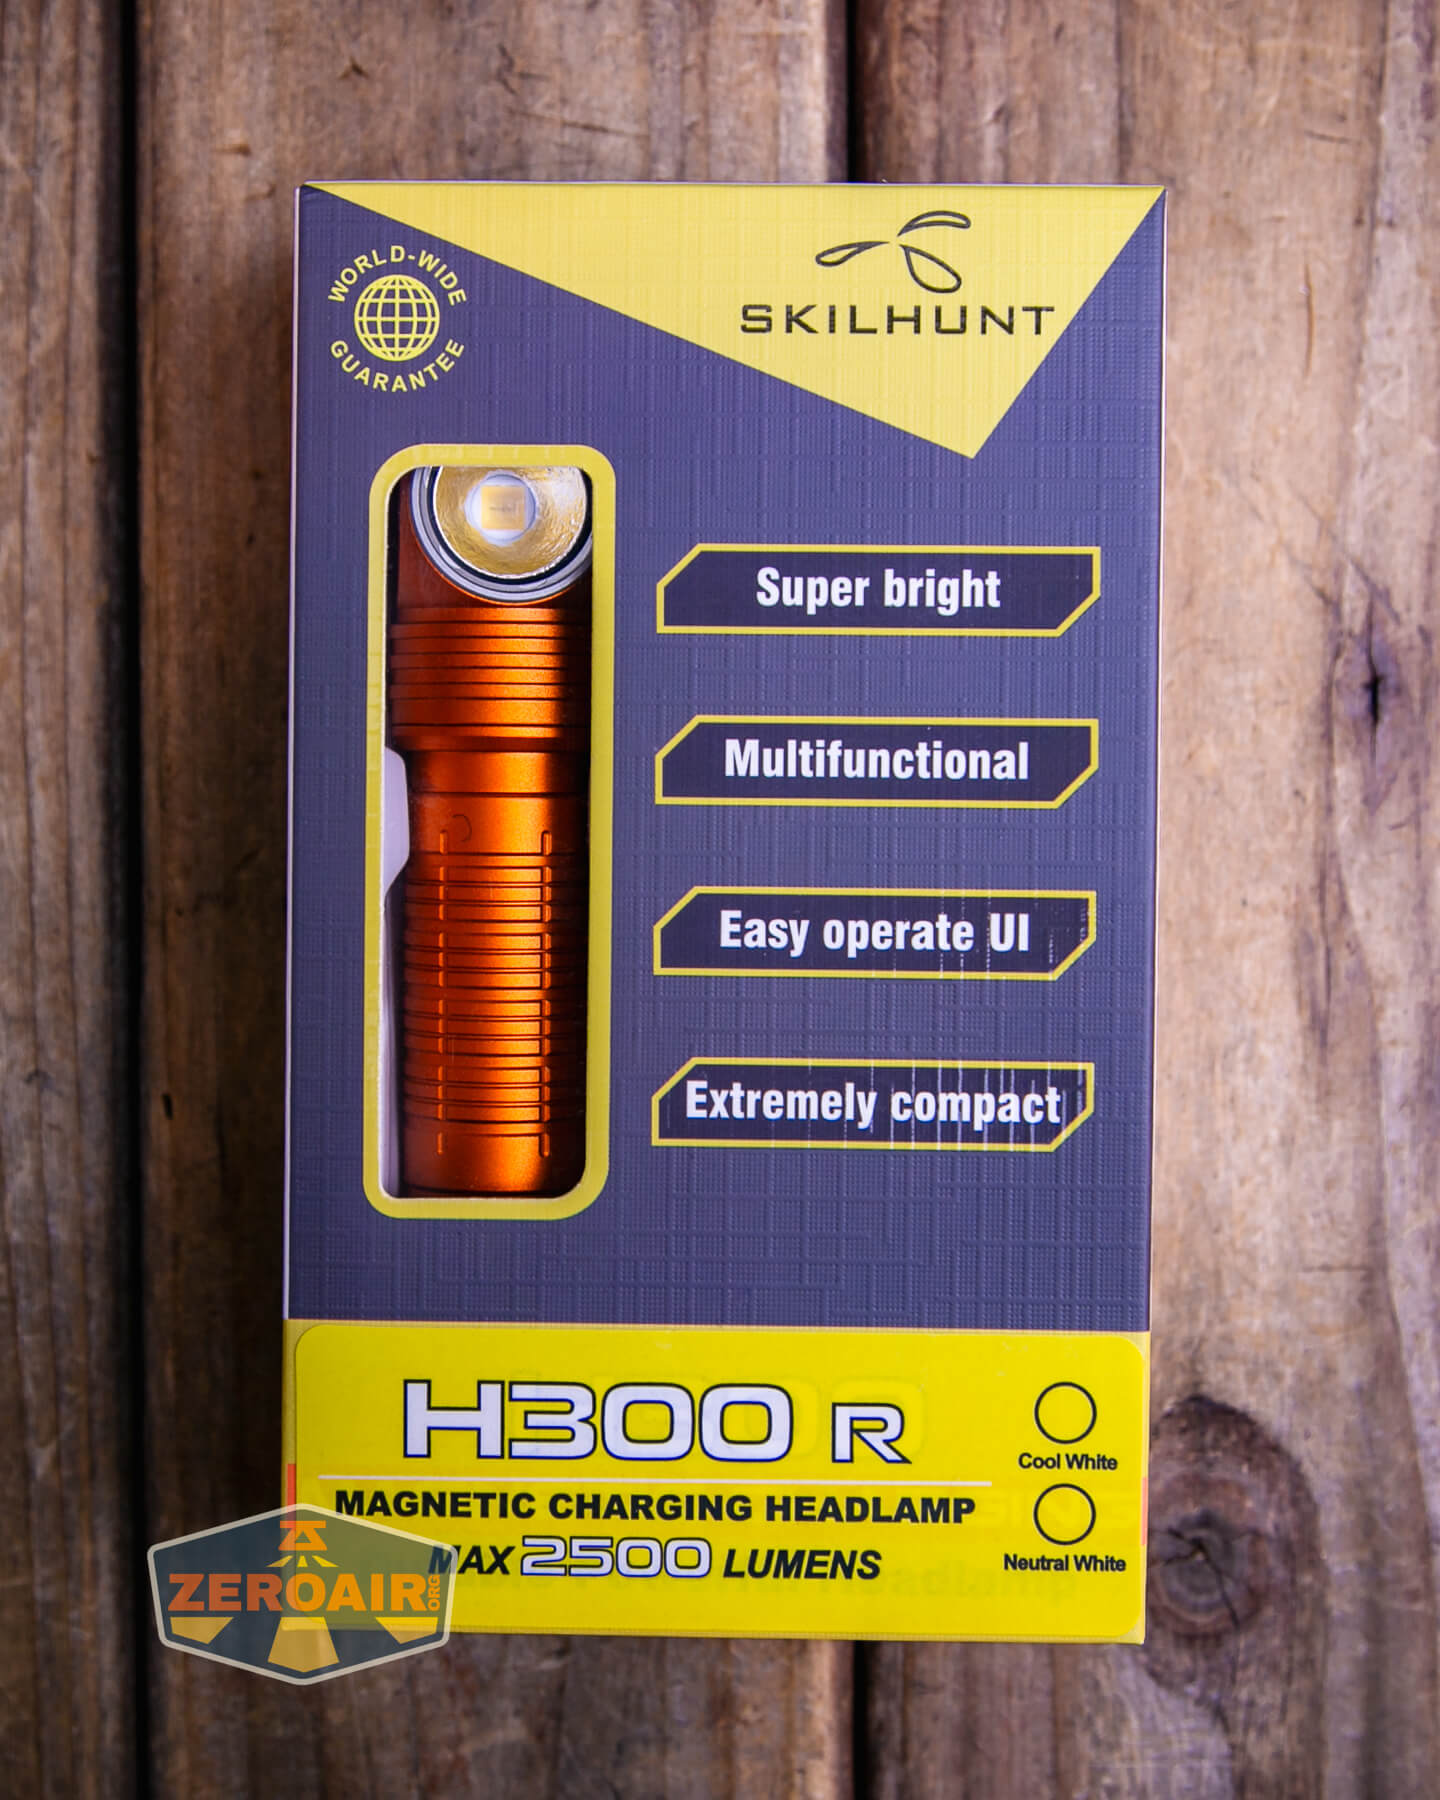 WORLD-WIDE
GUARANTEE
SKILHUNT
Super bright
Multifunctional
Easy operate UI
Extremely compact
H300 R
Cool White
MAGNETIC CHARGING HEADLAMP
MAX 2500 LUMENS
Neutral White
ZEROAIR.ORG